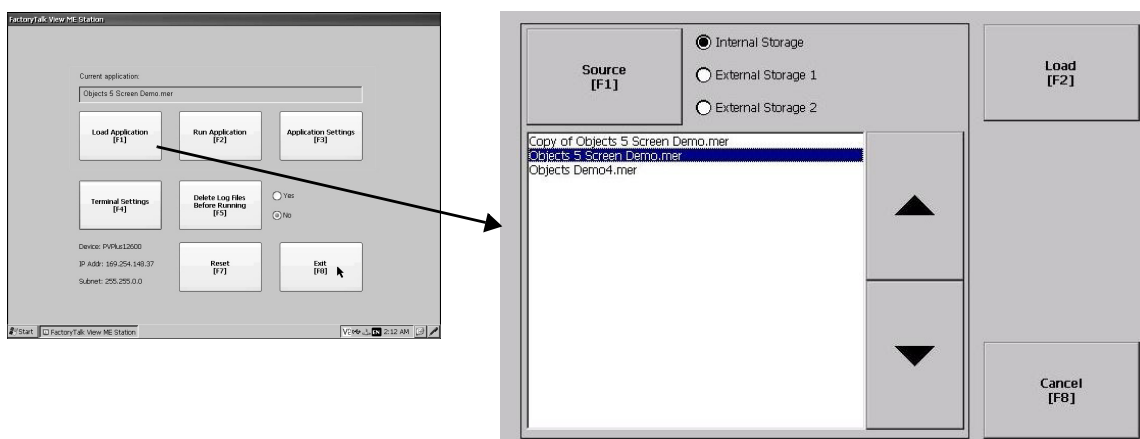 FactoryTalk View ME Station
Current application:
Objects 5 Screen Demo.mer
Load Application
[F1]
Run Application
[F2]
Application Settings
[F3]
Terminal Settings
[F4]
Delete Log Files
Before Running
[F5]
Yes
No
Device: PVPlus12600
IP Addr: 169.254.148.37
Subnet: 255.255.0.0
Reset
[F7]
Exit
[F8]
Start
FactoryTalk View ME Station
EN
2:12 AM
Source
[F1]
Internal Storage
External Storage 1
External Storage 2
Load
[F2]
Copy of Objects 5 Screen Demo.mer
Objects 5 Screen Demo.mer
Objects Demo4.mer
Cancel
[F8]